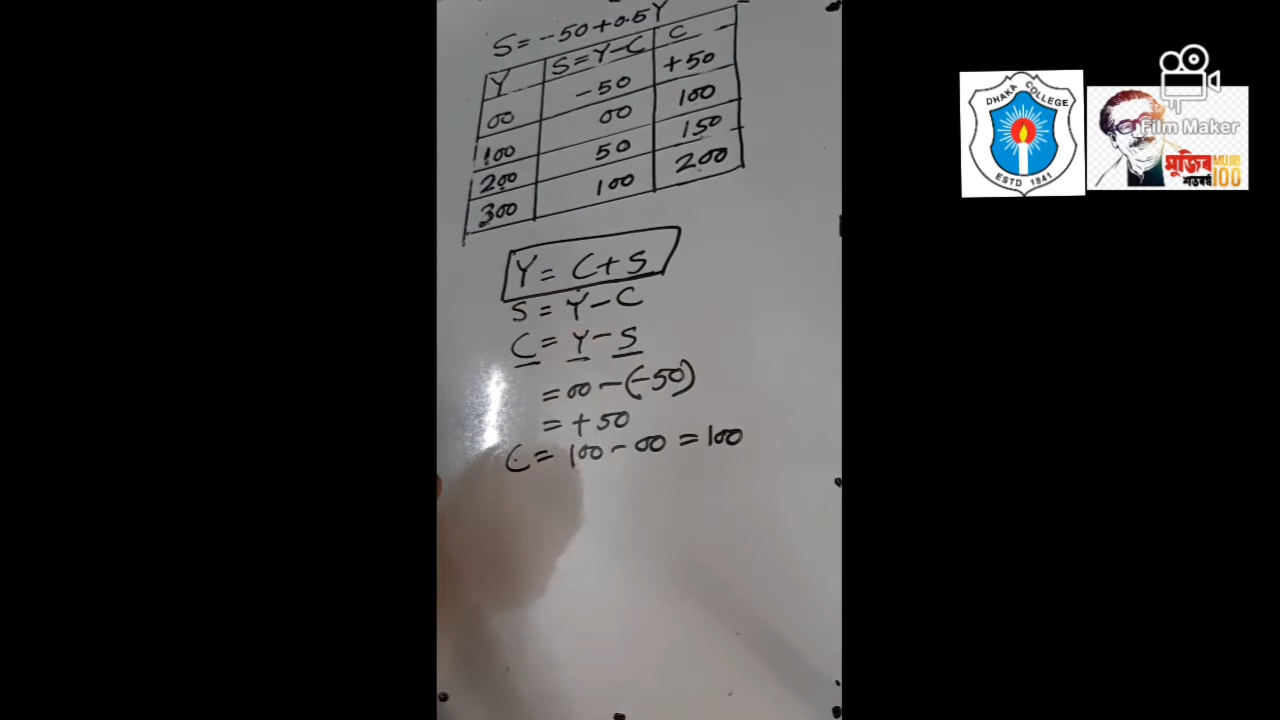 S = -50 + 0.5Y
Y S = Y - C C
00 -50 +50
100 00 100
200 50 150
300 100 200
Y = C + S
S = Y - C
C = Y - S
= 00 - (-50)
= +50
C = 100 - 00 = 100
DHAKA COLLEGE
ESTD 1841
Film Maker
মুজিব
শতবর্ষ
MUJIB
100